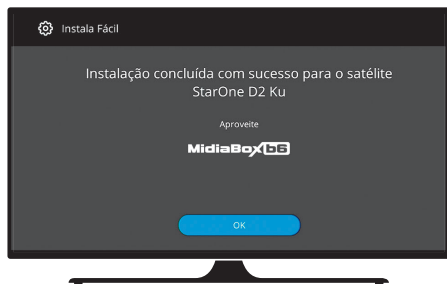 Instala Fácil
Instalação concluída com sucesso para o satélite
StarOne D2 Ku
Aproveite
MidiaBox b6
OK